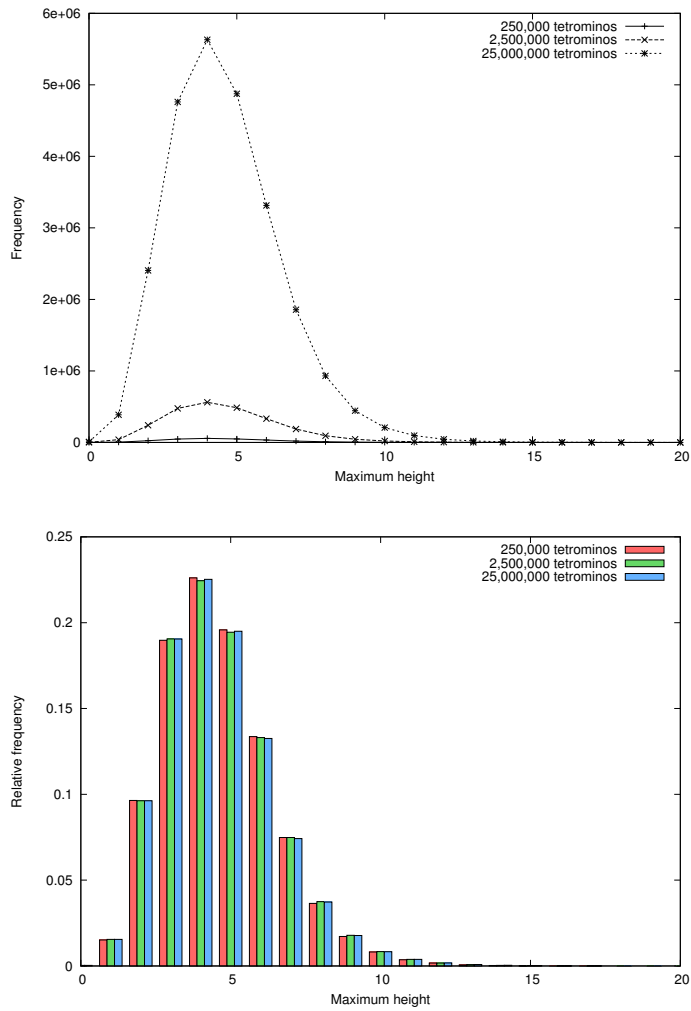 6e+06
5e+06
4e+06
3e+06
2e+06
1e+06
0
Frequency
250,000 tetrominos
2,500,000 tetrominos
25,000,000 tetrominos
0 5 10 15 20
Maximum height
0.25
0.2
0.15
0.1
0.05
0
Relative frequency
250,000 tetrominos
2,500,000 tetrominos
25,000,000 tetrominos
0 5 10 15 20
Maximum height